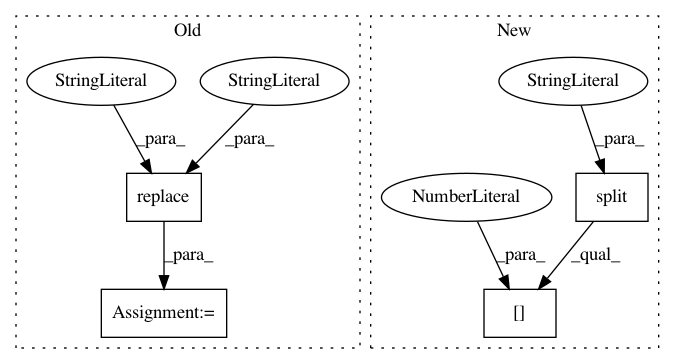 Old
New
StringLiteral
StringLiteral
StringLiteral
_para_
_para_
_para_
NumberLiteral
replace
split
_para_
_para_
_qual_
Assignment:=
[]